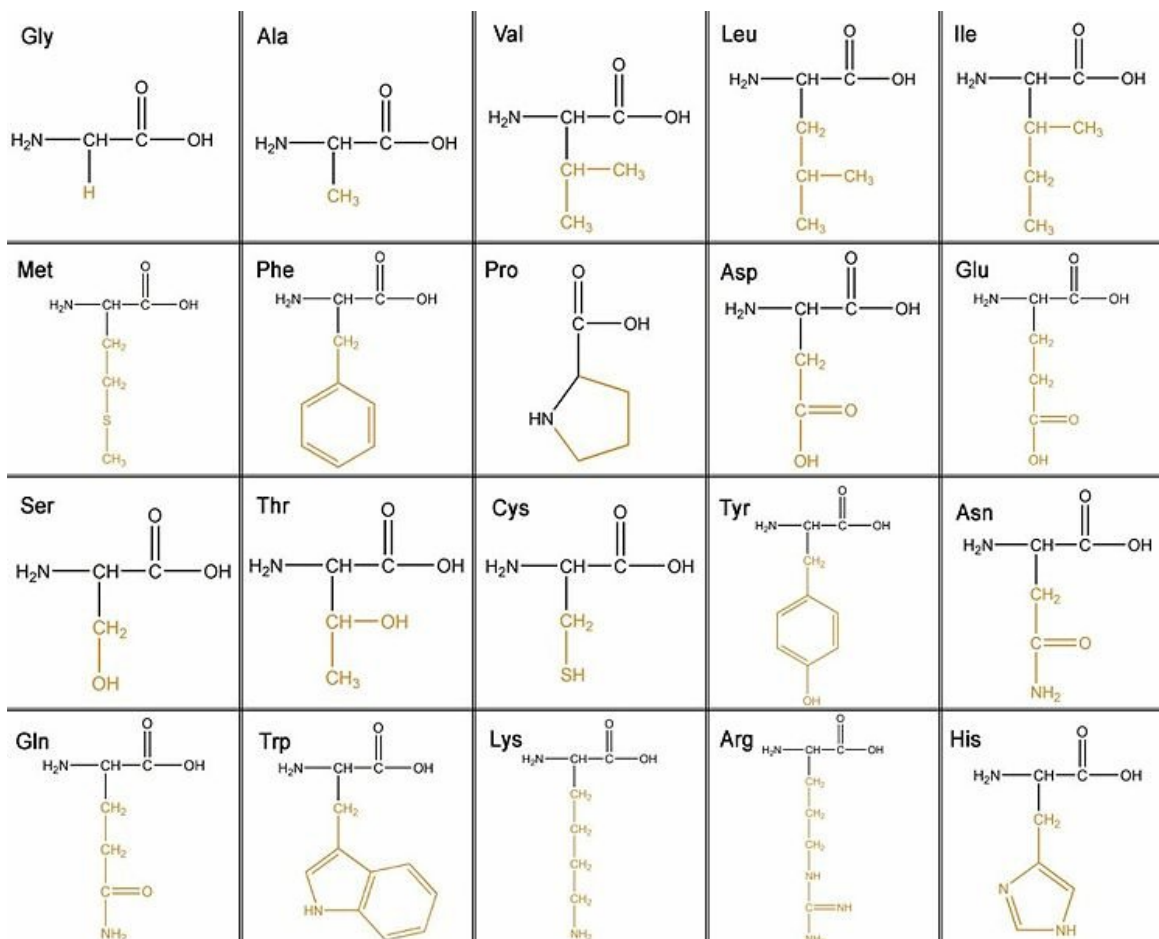 Gly
O
H₂N CH C OH
H
Ala
O
H₂N CH C OH
CH₃
Val
O
H₂N CH C OH
CH CH₃
CH₃
Leu
O
H₂N CH C OH
CH₂
CH CH₃
CH₃
Ile
O
H₂N CH C OH
CH CH₃
CH₂
CH₃
Met
O
H₂N CH C OH
CH₂
CH₂
S
CH₃
Phe
O
H₂N CH C OH
CH₂
Pro
O
C OH
HN
Asp
O
H₂N CH C OH
CH₂
C O
OH
Glu
O
H₂N CH C OH
CH₂
CH₂
C O
OH
Ser
O
H₂N CH C OH
CH₂
OH
Thr
O
H₂N CH C OH
CH OH
CH₃
Cys
O
H₂N CH C OH
CH₂
SH
Tyr
O
H₂N CH C OH
CH₂
OH
Asn
O
H₂N CH C OH
CH₂
C O
NH₂
Gln
O
H₂N CH C OH
CH₂
CH₂
C O
NH₂
Trp
O
H₂N CH C OH
CH₂
HN
Lys
O
H₂N CH C OH
CH₂
CH₂
CH₂
CH₂
NH₂
Arg
O
H₂N CH C OH
CH₂
CH₂
CH₂
NH
C NH
NH₂
His
O
H₂N CH C OH
CH₂
N
NH